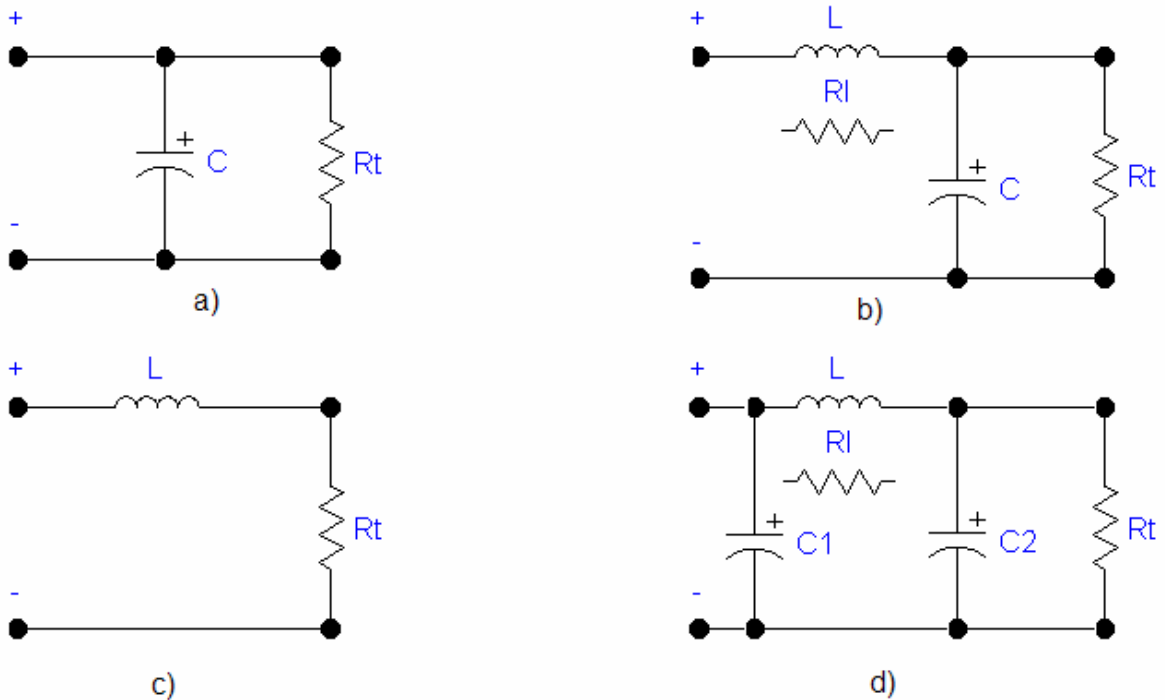 +
C
Rt
-
a)
+
L
Rl
+
C
Rt
-
b)
+
L
Rt
-
c)
+
L
Rl
+
C1
+
C2
Rt
-
d)